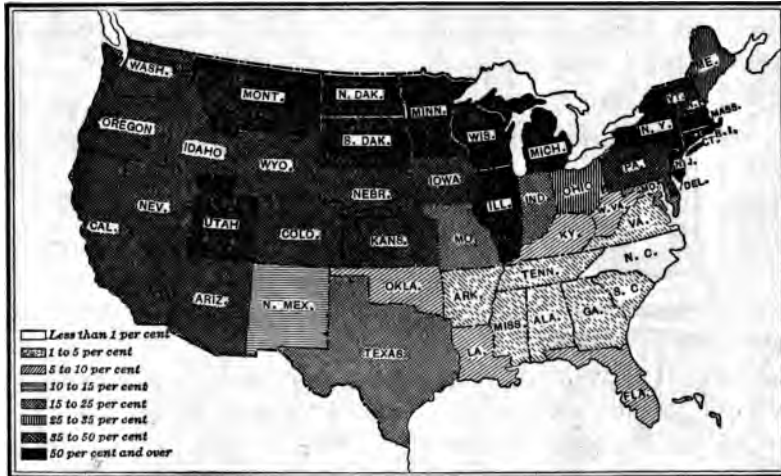 WASH.
MONT.
N. DAK.
MINN.
ME.
VT.
MASS.
OREGON
IDAHO
S. DAK.
WIS.
MICH.
N. Y.
R. I.
CT.
WYO.
NEBR.
IOWA
PA.
N. J.
NEV.
UTAH
COLO.
KANS.
MO.
ILL.
IND.
OHIO
W. VA.
MD.
DEL.
CAL.
KY.
VA.
ARIZ.
N. MEX.
OKLA.
ARK.
TENN.
N. C.
S. C.
TEXAS
LA.
MISS.
ALA.
GA.
FLA.
Less than 1 per cent
1 to 5 per cent
5 to 10 per cent
10 to 15 per cent
15 to 25 per cent
25 to 35 per cent
35 to 50 per cent
50 per cent and over